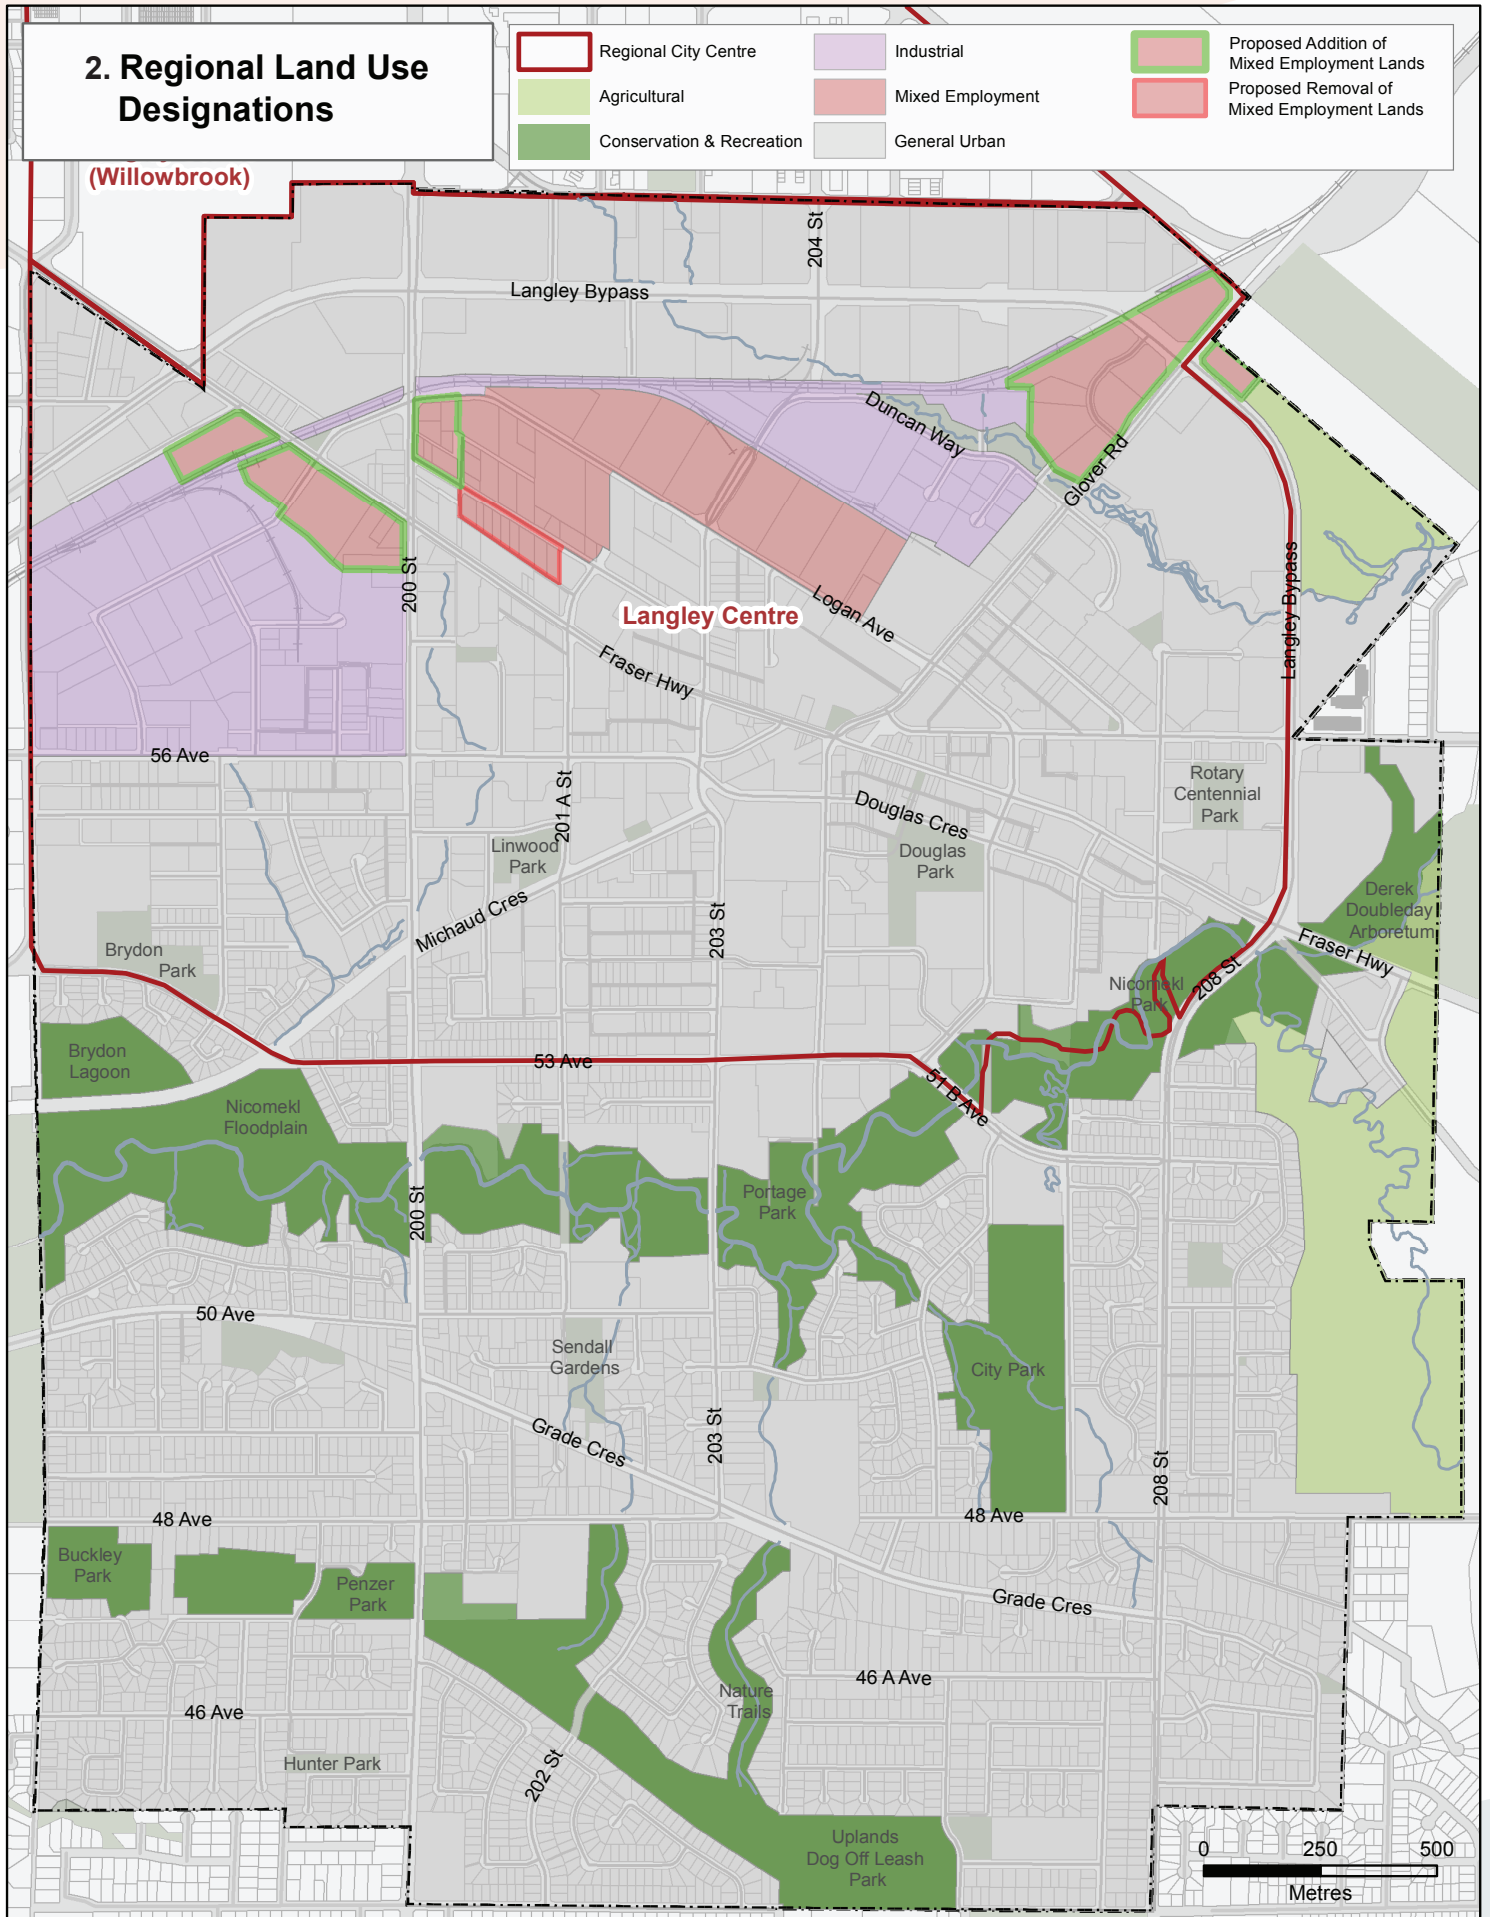 2. Regional Land Use
Designations
Regional City Centre
Agricultural
Conservation & Recreation
Industrial
Mixed Employment
General Urban
Proposed Addition of
Mixed Employment Lands
Proposed Removal of
Mixed Employment Lands
(Willowbrook)
204 St
Langley Bypass
Duncan Way
Glover Rd
200 St
Langley Centre
Logan Ave
Langley Bypass
Fraser Hwy
56 Ave
201 A St
Rotary
Centennial
Park
Douglas Cres
Linwood
Park
Douglas
Park
Derek
Doubleday
Arboretum
Michaud Cres
203 St
Brydon
Park
Fraser Hwy
Nicomekl
Park
208 St
Brydon
Lagoon
53 Ave
51 B Ave
Nicomekl
Floodplain
200 St
Portage
Park
50 Ave
Sendall
Gardens
City Park
Grade Cres
203 St
208 St
48 Ave
48 Ave
Buckley
Park
Penzer
Park
Grade Cres
46 A Ave
Nature
Trails
46 Ave
Hunter Park
202 St
Uplands
Dog Off Leash
Park
0 250 500
Metres